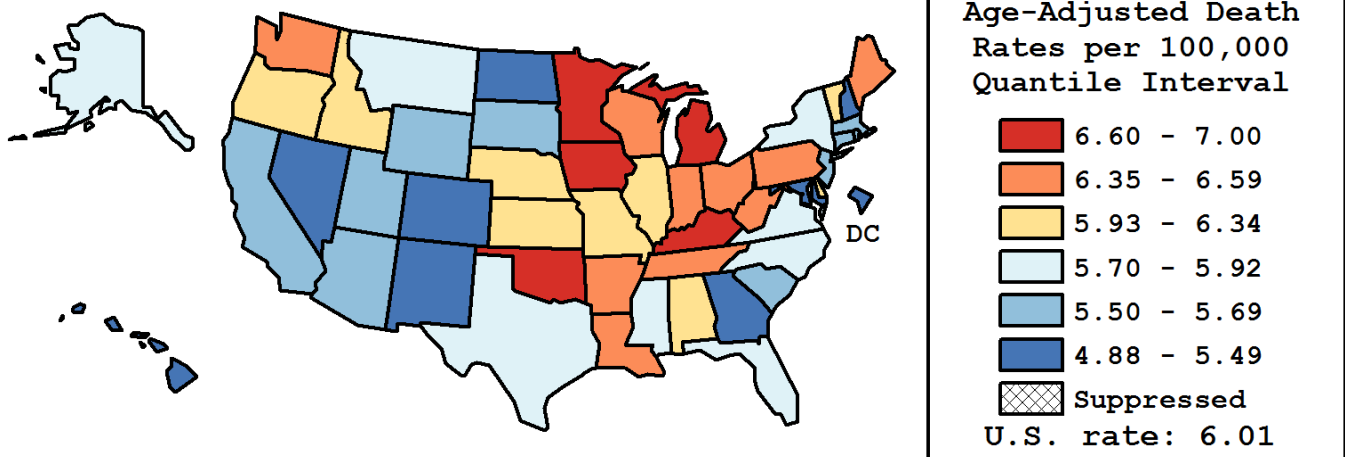 Age-Adjusted Death
Rates per 100,000
Quantile Interval
6.60 - 7.00
6.35 - 6.59
5.93 - 6.34
5.70 - 5.92
5.50 - 5.69
4.88 - 5.49
Suppressed
U.S. rate: 6.01
DC